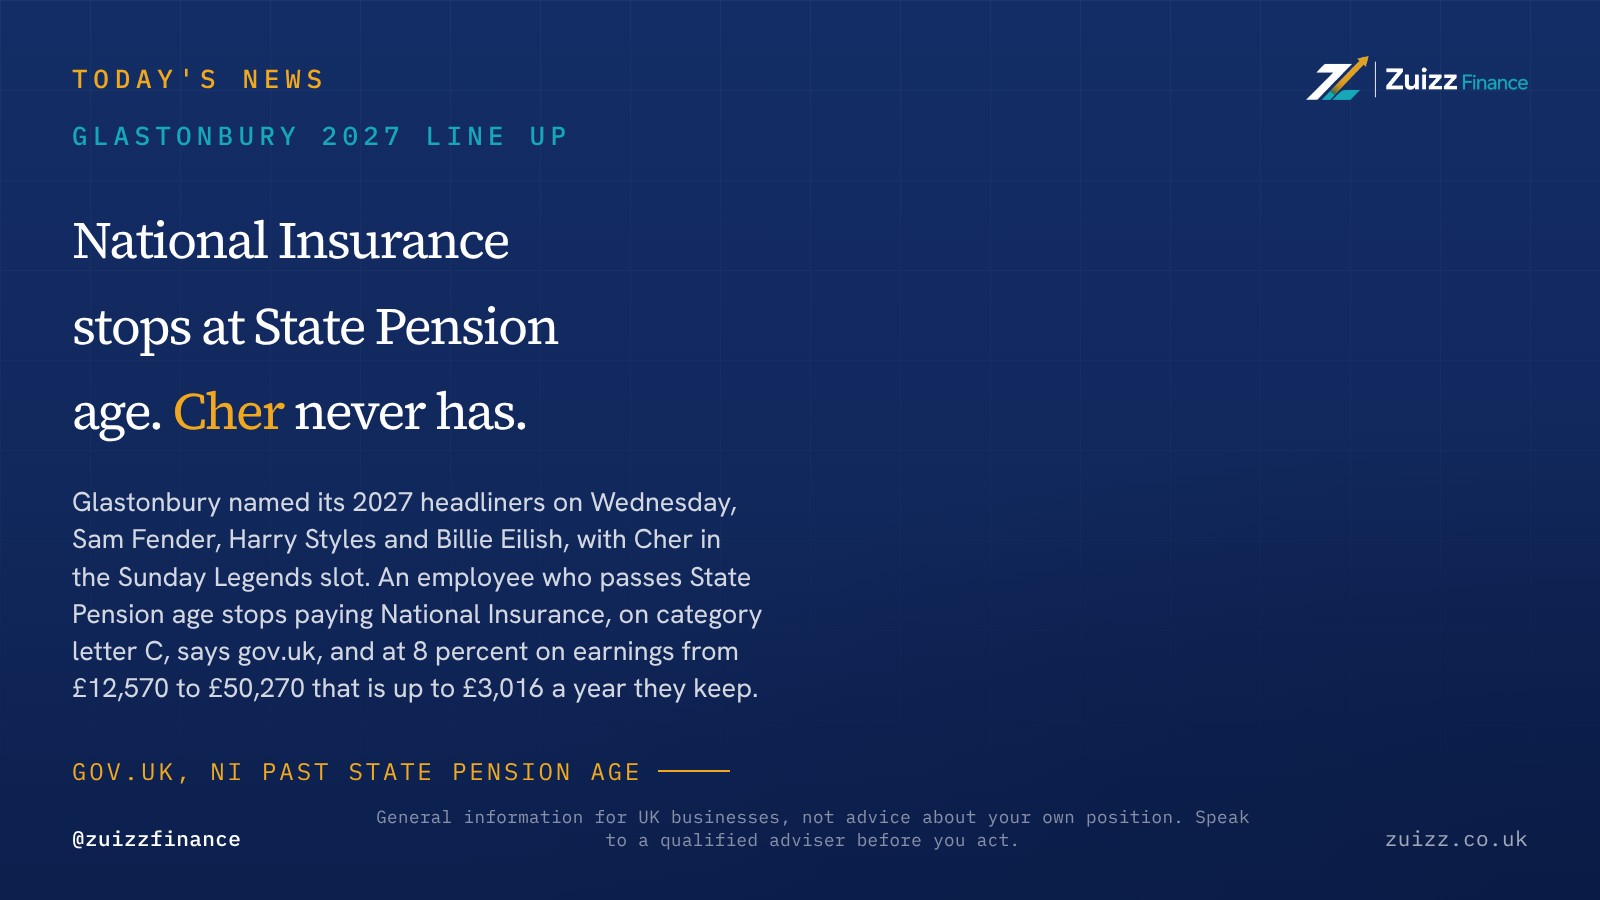 TODAY'S NEWS
Zuizz Finance
GLASTONBURY 2027 LINE UP
National Insurance
stops at State Pension
age. Cher never has.
Glastonbury named its 2027 headliners on Wednesday,
Sam Fender, Harry Styles and Billie Eilish, with Cher in
the Sunday Legends slot. An employee who passes State
Pension age stops paying National Insurance, on category
letter C, says gov.uk, and at 8 percent on earnings from
£12,570 to £50,270 that is up to £3,016 a year they keep.
GOV.UK, NI PAST STATE PENSION AGE
General information for UK businesses, not advice about your own position. Speak
to a qualified adviser before you act.
@zuizzfinance
zuizz.co.uk